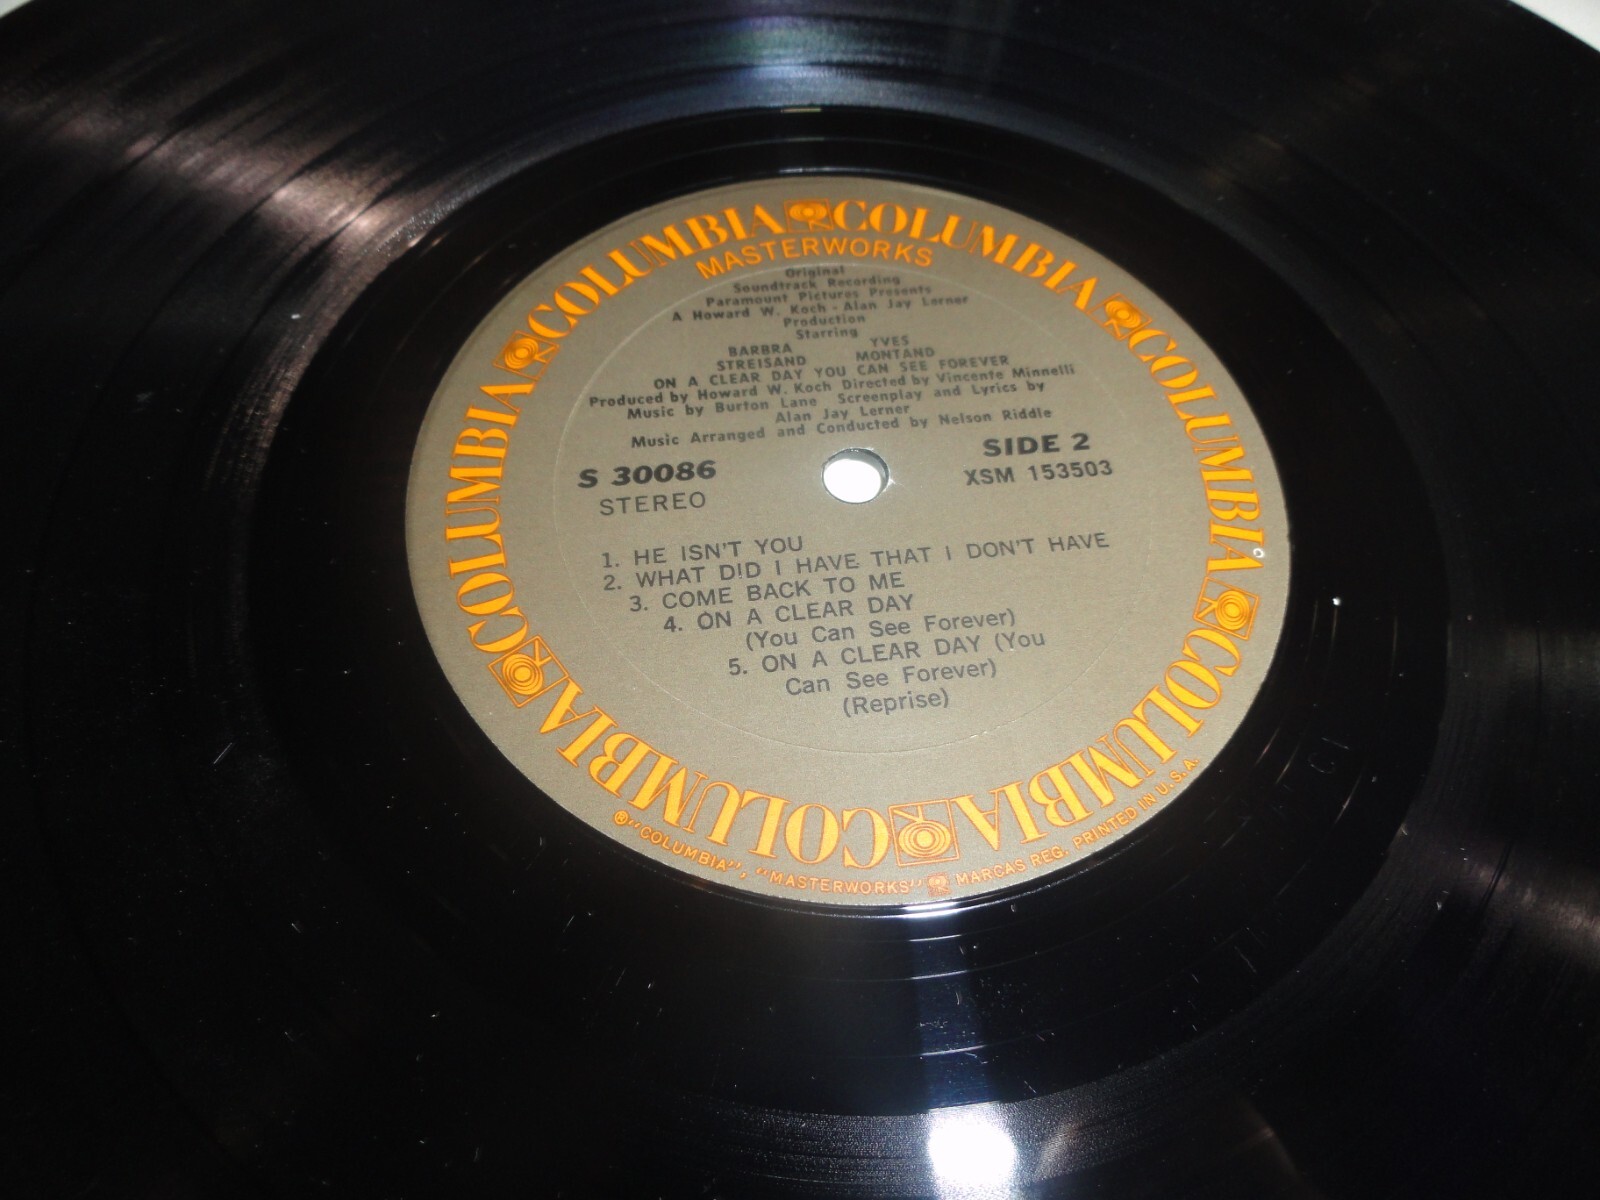 COLUMBIA COLUMBIA COLUMBIA COLUMBIA COLUMBIA COLUMBIA
MASTERWORKS
Original
Soundtrack Recording
Paramount Pictures Presents
A Howard W. Koch - Alan Jay Lerner
Production
Starring
BARBRA YVES
STREISAND MONTAND
ON A CLEAR DAY YOU CAN SEE FOREVER
Produced by Howard W. Koch Directed by Vincente Minnelli
Music by Burton Lane Screenplay and Lyrics by
Alan Jay Lerner
Music Arranged and Conducted by Nelson Riddle
S 30086 SIDE 2
STEREO XSM 153503
1. HE ISN'T YOU
2. WHAT DID I HAVE THAT I DON'T HAVE
3. COME BACK TO ME
4. ON A CLEAR DAY
(You Can See Forever)
5. ON A CLEAR DAY (You
Can See Forever)
(Reprise)
®"COLUMBIA", "MASTERWORKS" MARCAS REG. PRINTED IN U.S.A.